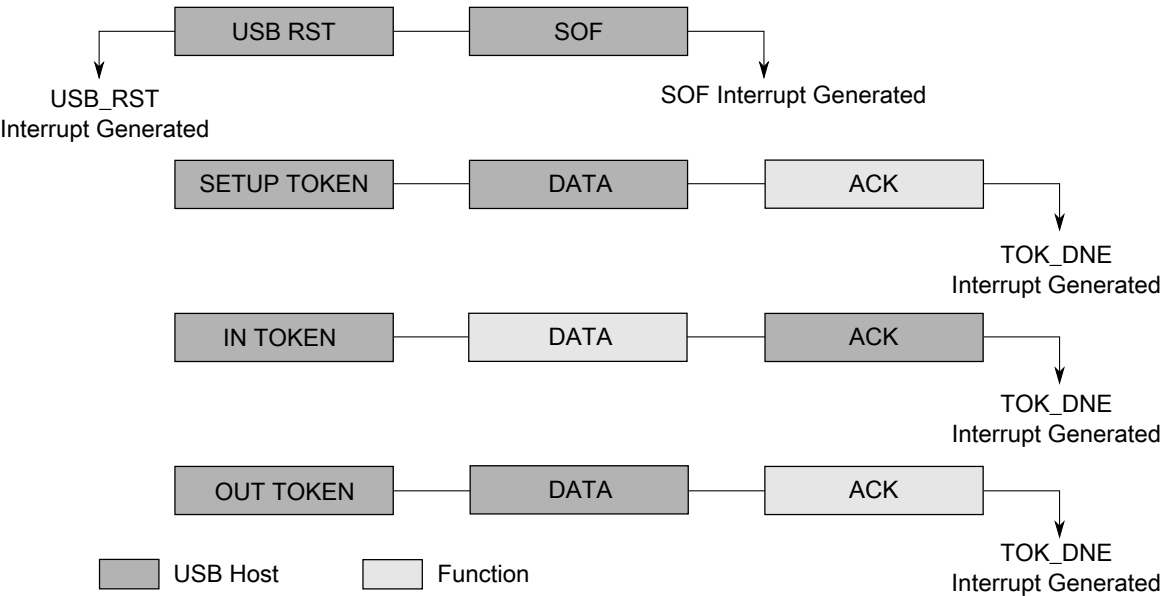 USB RST
SOF
USB_RST
Interrupt Generated
SOF Interrupt Generated
SETUP TOKEN
DATA
ACK
TOK_DNE
Interrupt Generated
IN TOKEN
DATA
ACK
TOK_DNE
Interrupt Generated
OUT TOKEN
DATA
ACK
TOK_DNE
Interrupt Generated
USB Host
Function